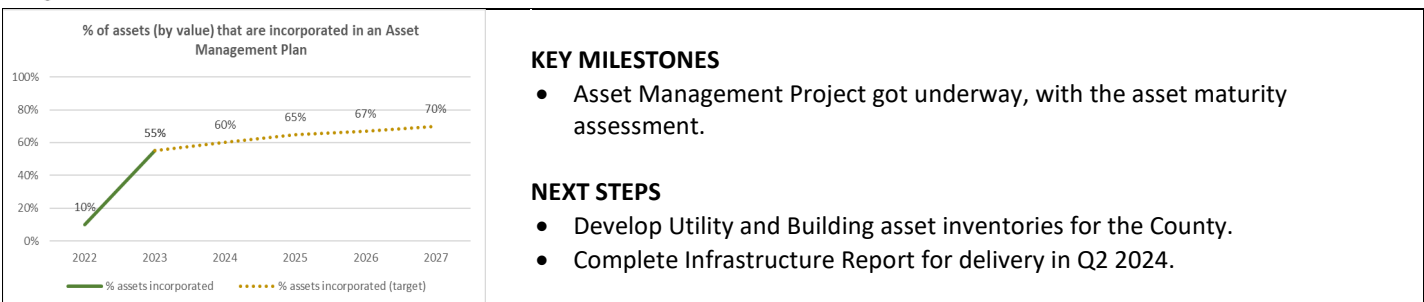 % of assets (by value) that are incorporated in an Asset
Management Plan
100%
80%
60%
40%
20%
0%
10%
55%
60%
65%
67%
70%
2022 2023 2024 2025 2026 2027
% assets incorporated % assets incorporated (target)
KEY MILESTONES
• Asset Management Project got underway, with the asset maturity
assessment.
NEXT STEPS
• Develop Utility and Building asset inventories for the County.
• Complete Infrastructure Report for delivery in Q2 2024.